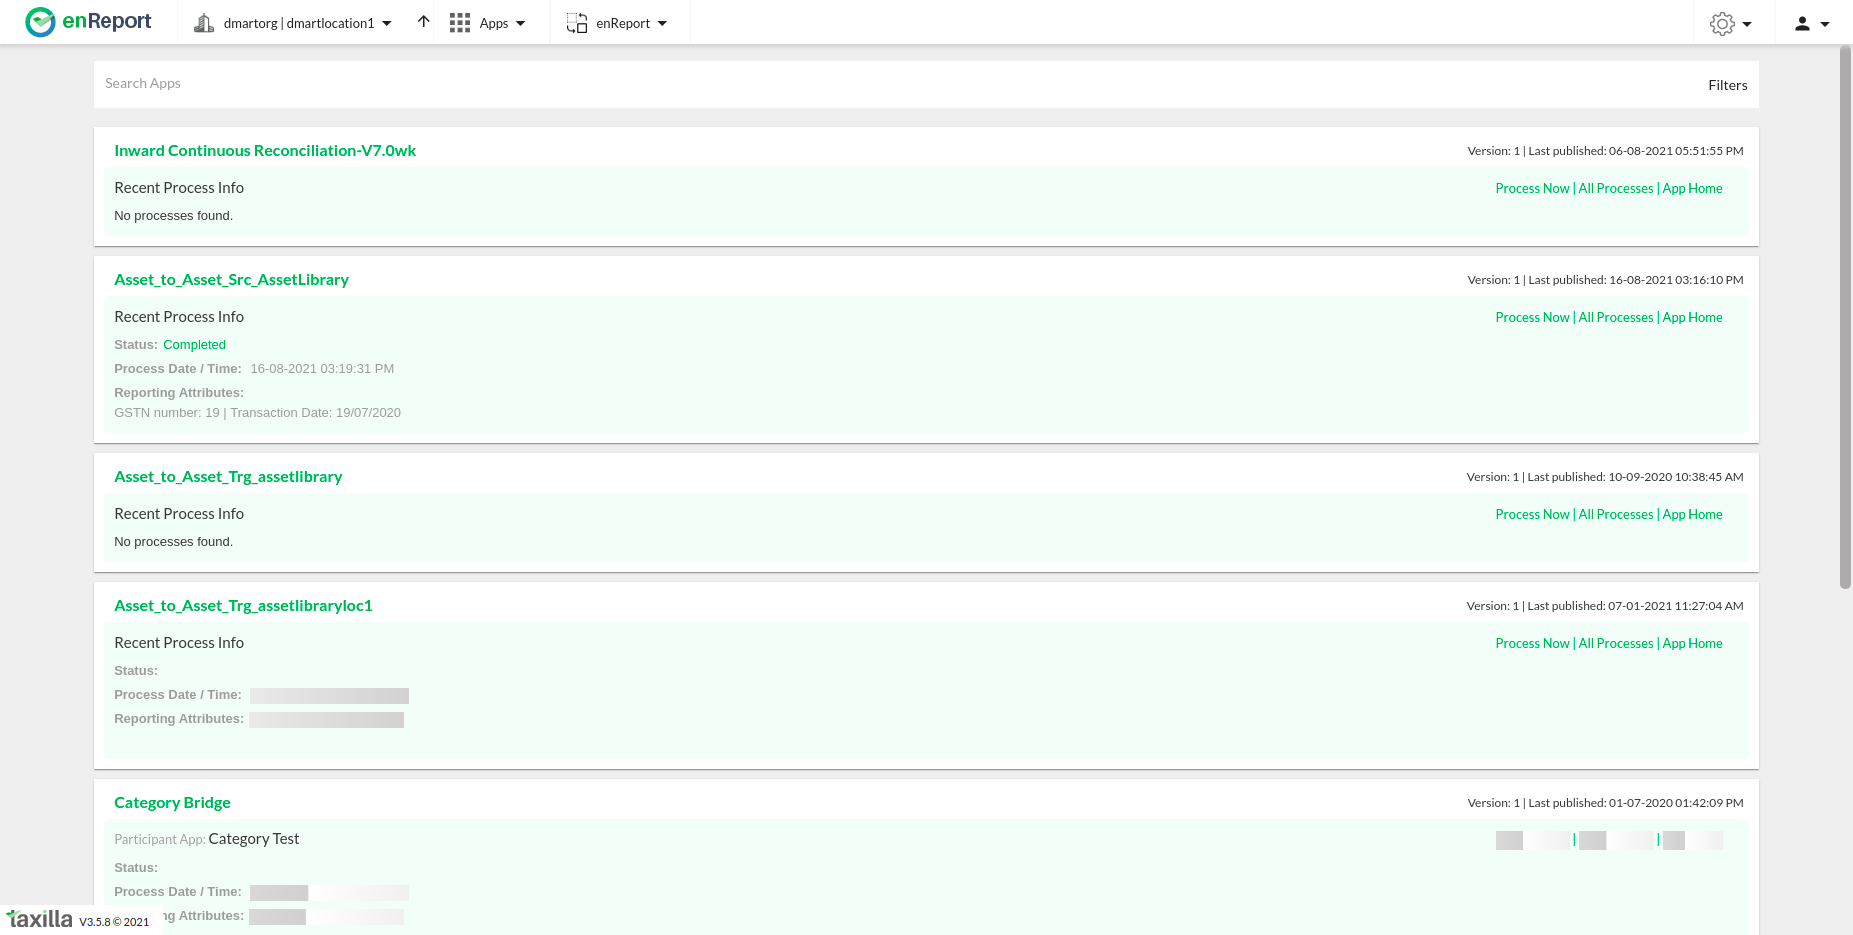 enReport dmartorg | dmartlocation1 Apps enReport
Search Apps Filters
Inward Continuous Reconciliation-V7.0wk Version: 1 | Last published: 06-08-2021 05:51:55 PM
Recent Process Info Process Now | All Processes | App Home
No processes found.
Asset_to_Asset_Src_AssetLibrary Version: 1 | Last published: 16-08-2021 03:16:10 PM
Recent Process Info Process Now | All Processes | App Home
Status: Completed
Process Date / Time: 16-08-2021 03:19:31 PM
Reporting Attributes:
GSTN number: 19 | Transaction Date: 19/07/2020
Asset_to_Asset_Trg_assetlibrary Version: 1 | Last published: 10-09-2020 10:38:45 AM
Recent Process Info Process Now | All Processes | App Home
No processes found.
Asset_to_Asset_Trg_assetlibraryloc1 Version: 1 | Last published: 07-01-2021 11:27:04 AM
Recent Process Info Process Now | All Processes | App Home
Status:
Process Date / Time:
Reporting Attributes:
Category Bridge Version: 1 | Last published: 01-07-2020 01:42:09 PM
Participant App: Category Test | |
Status:
Process Date / Time:
ng Attributes:
taxilla V3.5.8 © 2021